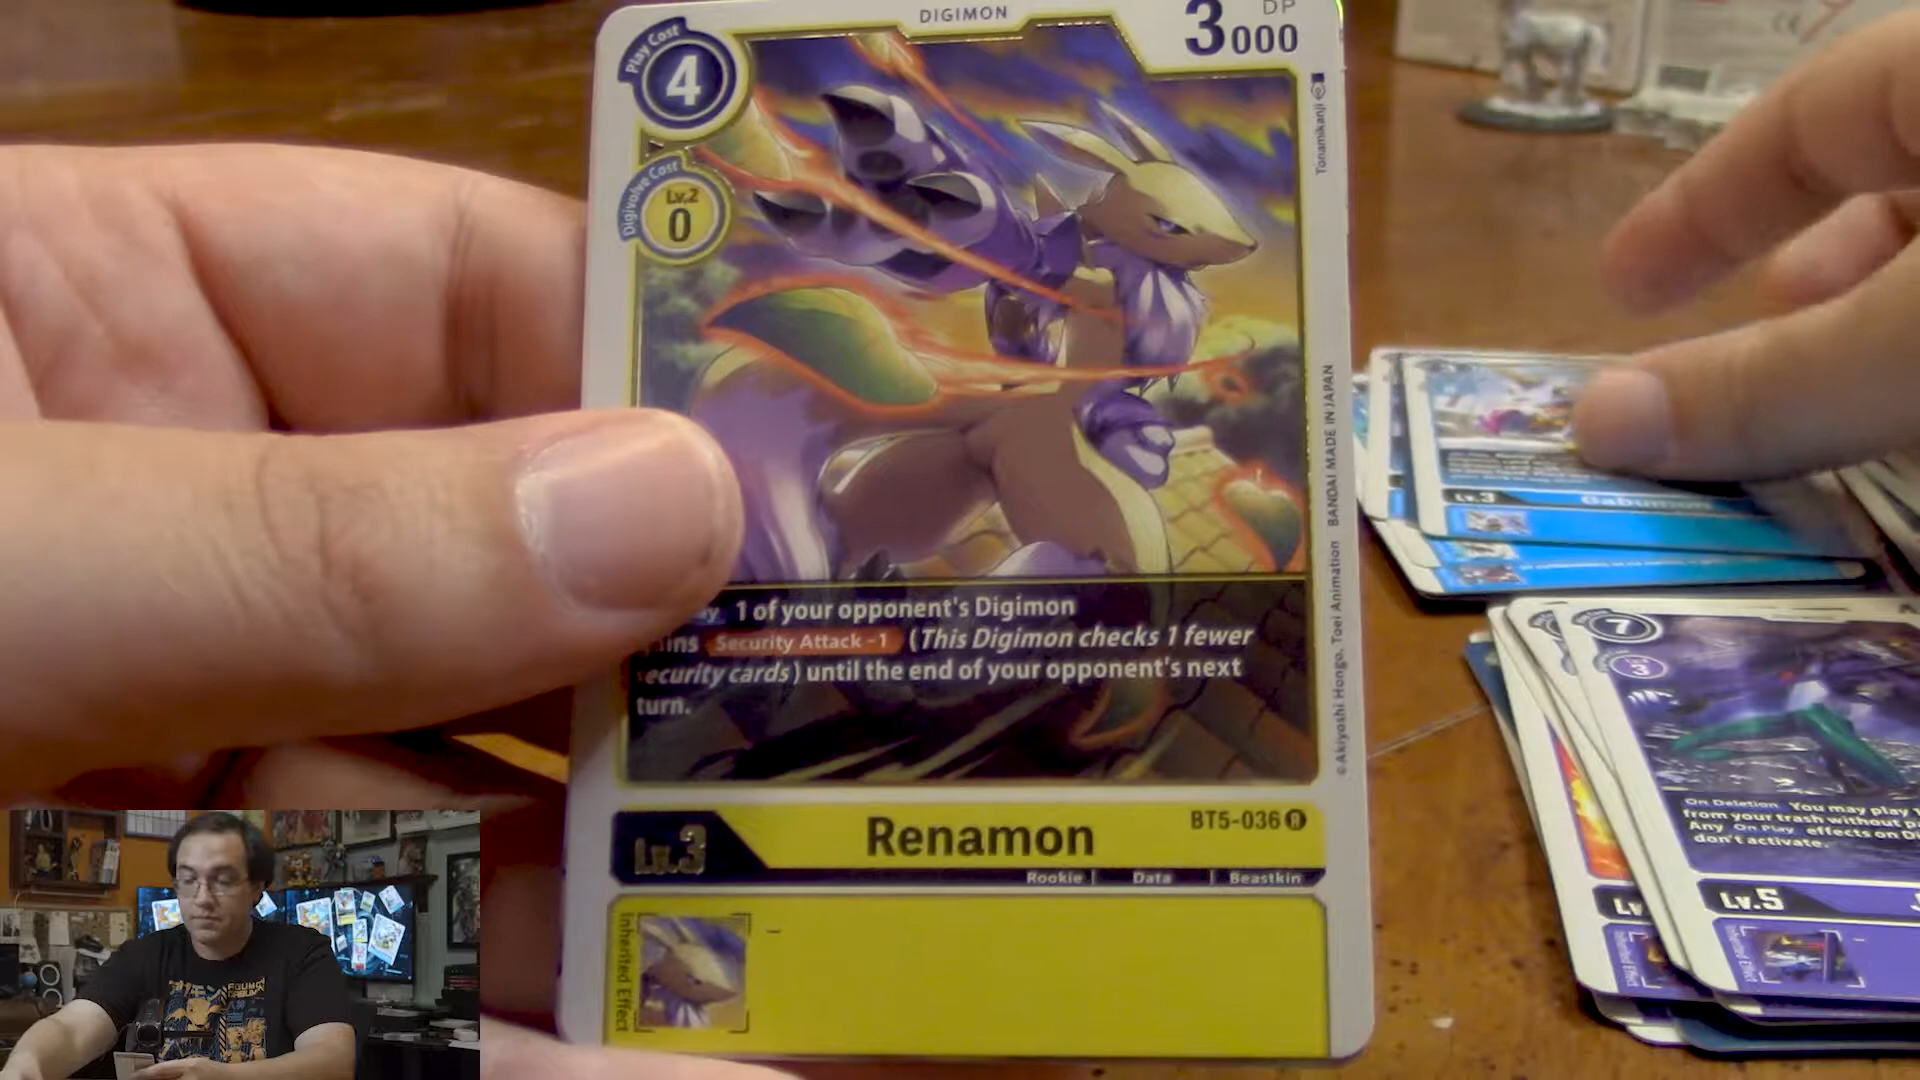 DIGIMON
Play Cost
4
DP
3000
Digivolve Cost
Lv.2
0
Tonamikanji
1 of your opponent's Digimon
Security Attack -1 (This Digimon checks 1 fewer
security cards) until the end of your opponent's next
turn.
©Akiyoshi Hongo, Toei Animation BANDAI MADE IN JAPAN
Lv.3
Renamon
BT5-036 R
Rookie | Data | Beastkin
Inherited Effect
-
Lv.3
Gabumon
7
On Deletion You may play 1
from your trash without
Any On Play effects on
don't activate.
Lv.5
Inherited Effect